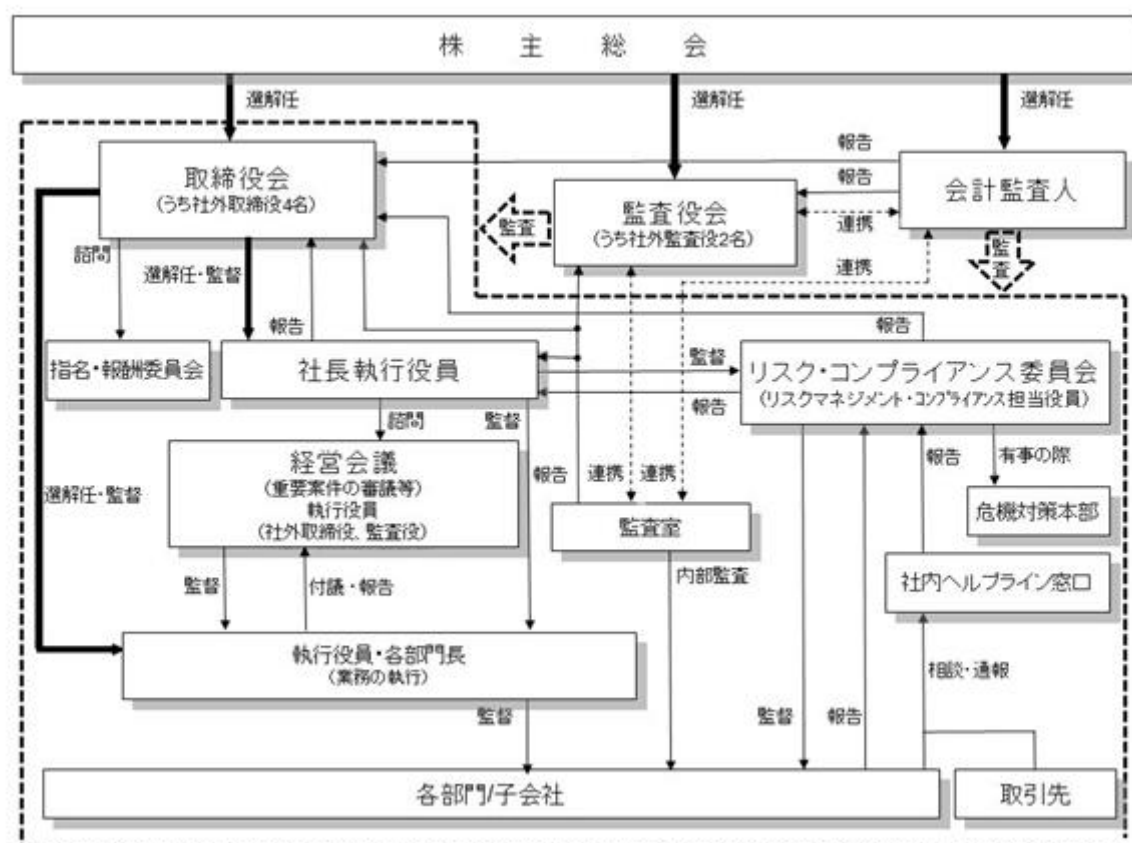 株主総会
選解任
選解任
選解任
報告
取締役会
(うち社外取締役4名)
報告
会計監査人
監査役会
(うち社外監査役2名)
監査
連携
監査
諮問
選解任・監督
連携
報告
報告
指名・報酬委員会
社長執行役員
監督
リスク・コンプライアンス委員会
(リスクマネジメント・コンプライアンス担当役員)
報告
諮問
監督
経営会議
(重要案件の審議等)
執行役員
(社外取締役、監査役)
選解任・監督
報告
連携
連携
報告
有事の際
監査室
危機対策本部
監督
付議・報告
内部監査
社内ヘルプライン窓口
執行役員・各部門長
(業務の執行)
相談・通報
監督
監督
報告
各部門/子会社
取引先